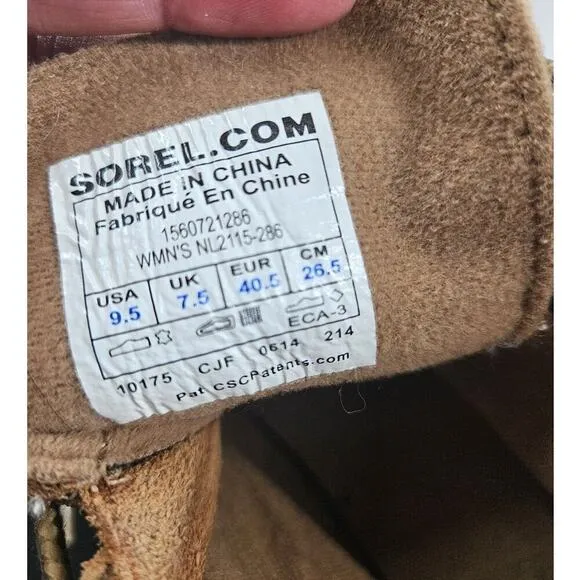 SOREL.COM
MADE IN CHINA
Fabriqué En Chine
1560721286
WMN'S NL2115-286
USA UK EUR CM
9.5 7.5 40.5 26.5
ECA-3
10175 CJF 0614 214
Pat CSCPatents.com